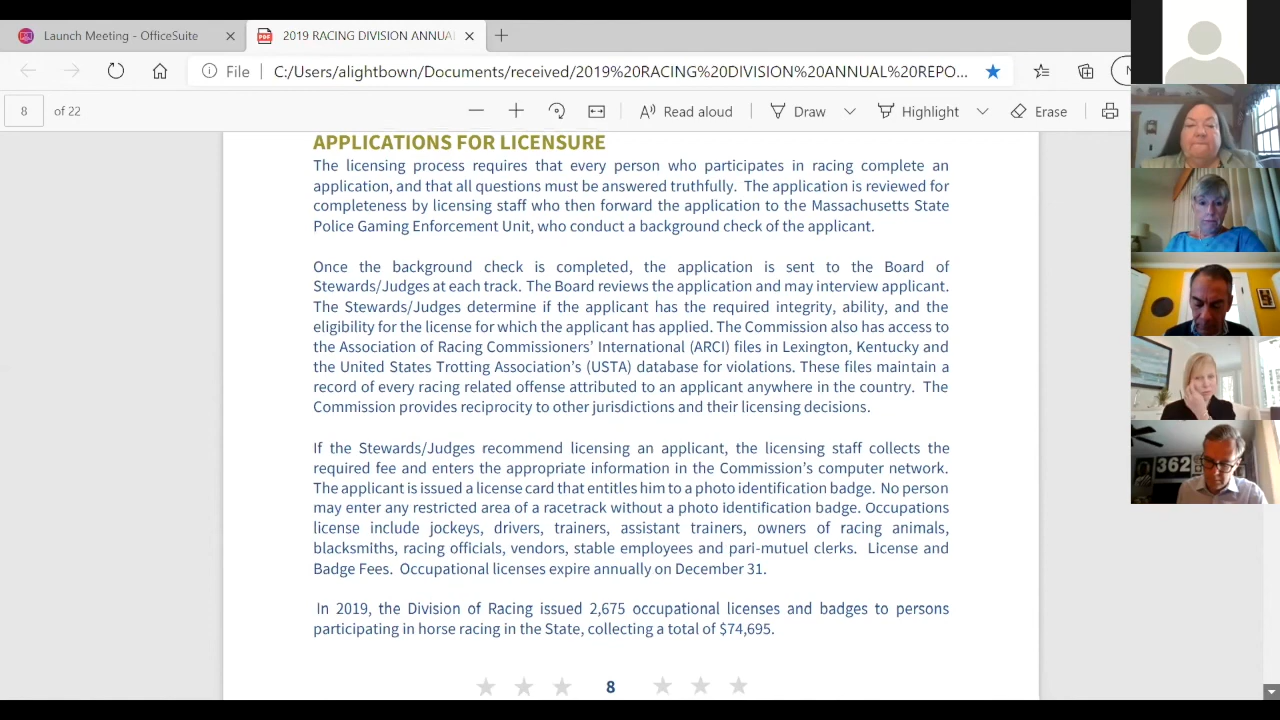 Launch Meeting - OfficeSuite
2019 RACING DIVISION ANNUA
File
C:/Users/alightbown/Documents/received/2019%20RACING%20DIVISION%20ANNUAL%20REPO...
8 of 22
Read aloud
Draw
Highlight
Erase
APPLICATIONS FOR LICENSURE
The licensing process requires that every person who participates in racing complete an
application, and that all questions must be answered truthfully. The application is reviewed for
completeness by licensing staff who then forward the application to the Massachusetts State
Police Gaming Enforcement Unit, who conduct a background check of the applicant.
Once the background check is completed, the application is sent to the Board of
Stewards/Judges at each track. The Board reviews the application and may interview applicant.
The Stewards/Judges determine if the applicant has the required integrity, ability, and the
eligibility for the license for which the applicant has applied. The Commission also has access to
the Association of Racing Commissioners' International (ARCI) files in Lexington, Kentucky and
the United States Trotting Association's (USTA) database for violations. These files maintain a
record of every racing related offense attributed to an applicant anywhere in the country. The
Commission provides reciprocity to other jurisdictions and their licensing decisions.
If the Stewards/Judges recommend licensing an applicant, the licensing staff collects the
required fee and enters the appropriate information in the Commission's computer network.
The applicant is issued a license card that entitles him to a photo identification badge. No person
may enter any restricted area of a racetrack without a photo identification badge. Occupations
license include jockeys, drivers, trainers, assistant trainers, owners of racing animals,
blacksmiths, racing officials, vendors, stable employees and pari-mutuel clerks. License and
Badge Fees. Occupational licenses expire annually on December 31.
In 2019, the Division of Racing issued 2,675 occupational licenses and badges to persons
participating in horse racing in the State, collecting a total of $74,695.
8
362